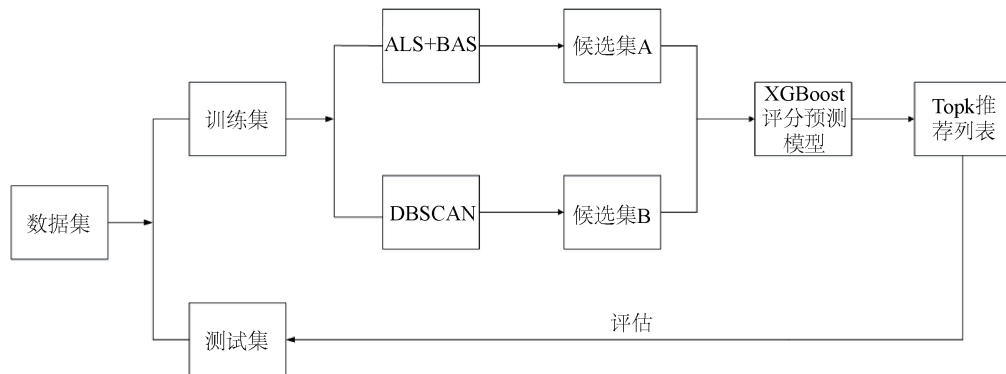 ALS+BAS
候选集A
训练集
XGBoost
评分预测
模型
Topk推
荐列表
数据集
DBSCAN
候选集B
测试集
评估